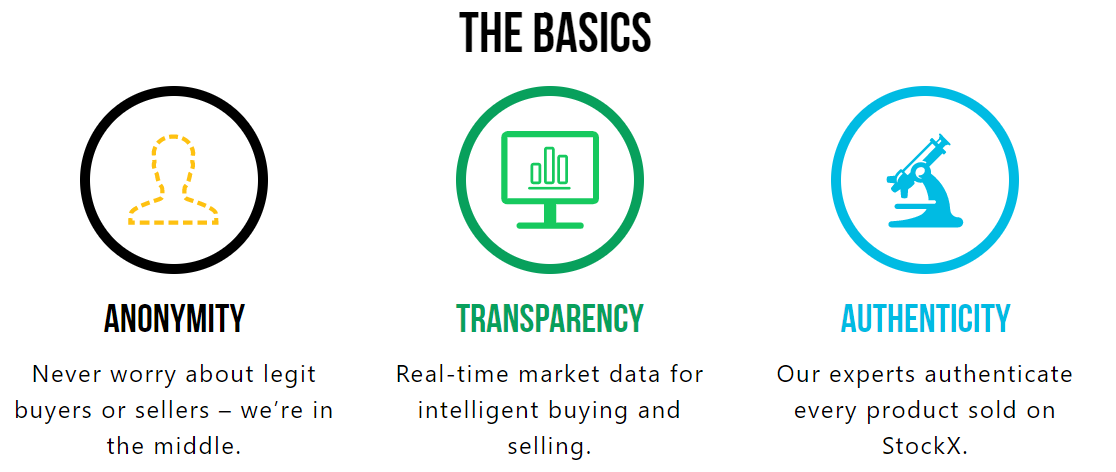 THE BASICS
ANONYMITY
Never worry about legit
buyers or sellers – we’re in
the middle.
TRANSPARENCY
Real-time market data for
intelligent buying and
selling.
AUTHENTICITY
Our experts authenticate
every product sold on
StockX.